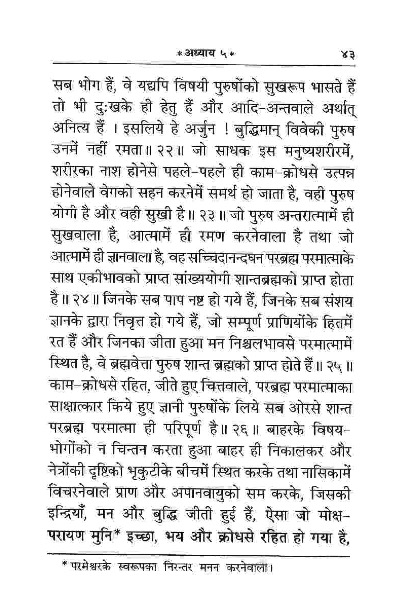 * अध्याय ५ * ४३
सब भोग हैं, वे यद्यपि विषयी पुरुषोंको सुखरूप भासते हैं
तो भी दुःखके ही हेतु हैं और आदि-अन्तवाले अर्थात्
अनित्य हैं । इसलिये हे अर्जुन ! बुद्धिमान् विवेकी पुरुष
उनमें नहीं रमता॥ २२॥ जो साधक इस मनुष्यशरीरमें,
शरीरका नाश होनेसे पहले-पहले ही काम-क्रोधसे उत्पन्न
होनेवाले वेगको सहन करनेमें समर्थ हो जाता है, वही पुरुष
योगी है और वही सुखी है॥ २३॥ जो पुरुष अन्तरात्मामें ही
सुखवाला है, आत्मामें ही रमण करनेवाला है तथा जो
आत्मामें ही ज्ञानवाला है, वह सच्चिदानन्दघन परब्रह्म परमात्माके
साथ एकीभावको प्राप्त सांख्ययोगी शान्तब्रह्मको प्राप्त होता
है॥ २४॥ जिनके सब पाप नष्ट हो गये हैं, जिनके सब संशय
ज्ञानके द्वारा निवृत्त हो गये हैं, जो सम्पूर्ण प्राणियोंके हितमें
रत हैं और जिनका जीता हुआ मन निश्चलभावसे परमात्मामें
स्थित है, वे ब्रह्मवेत्ता पुरुष शान्त ब्रह्मको प्राप्त होते हैं॥ २५॥
काम-क्रोधसे रहित, जीते हुए चित्तवाले, परब्रह्म परमात्माका
साक्षात्कार किये हुए ज्ञानी पुरुषोंके लिये सब ओरसे शान्त
परब्रह्म परमात्मा ही परिपूर्ण है॥ २६॥ बाहरके विषय-
भोगोंको न चिन्तन करता हुआ बाहर ही निकालकर और
नेत्रोंकी दृष्टिको भृकुटीके बीचमें स्थित करके तथा नासिकामें
विचरनेवाले प्राण और अपानवायुको सम करके, जिसकी
इन्द्रियाँ, मन और बुद्धि जीती हुई हैं, ऐसा जो मोक्ष-
परायण मुनि* इच्छा, भय और क्रोधसे रहित हो गया है,
* परमेश्वरके स्वरूपका निरन्तर मनन करनेवाला।